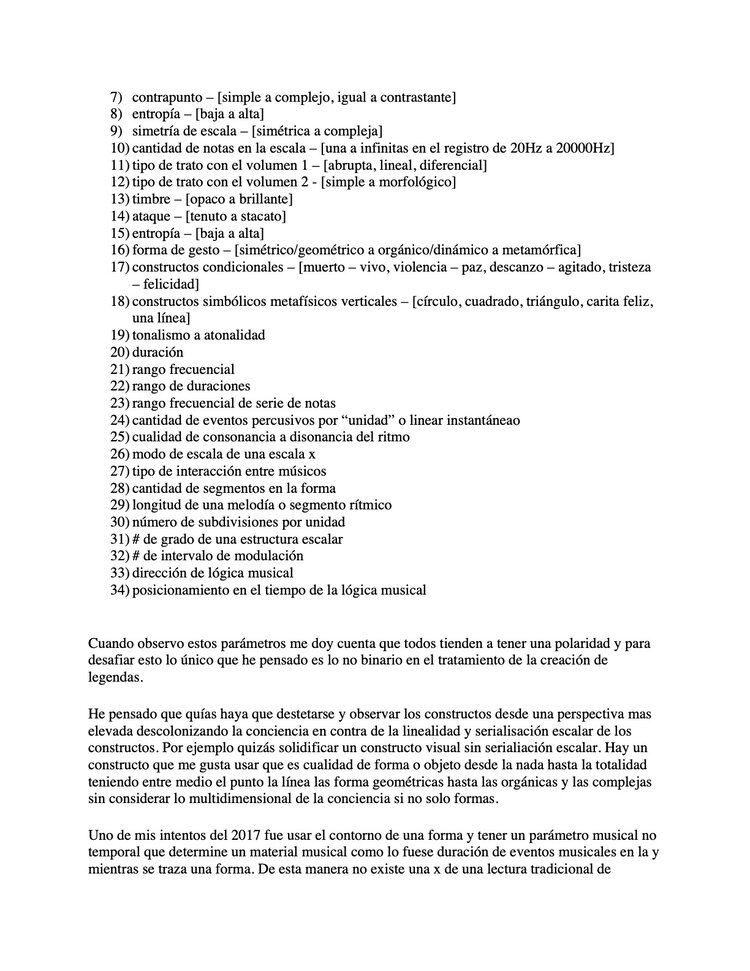 7) contrapunto – [simple a complejo, igual a contrastante]
8) entropía – [baja a alta]
9) simetría de escala – [simétrica a compleja]
10) cantidad de notas en la escala – [una a infinitas en el registro de 20Hz a 20000Hz]
11) tipo de trato con el volumen 1 – [abrupta, lineal, diferencial]
12) tipo de trato con el volumen 2 - [simple a morfológico]
13) timbre – [opaco a brillante]
14) ataque – [tenuto a stacato]
15) entropía – [baja a alta]
16) forma de gesto – [simétrico/geométrico a orgánico/dinámico a metamórfica]
17) constructos condicionales – [muerto – vivo, violencia – paz, descanzo – agitado, tristeza
– felicidad]
18) constructos simbólicos metafísicos verticales – [círculo, cuadrado, triángulo, carita feliz,
una línea]
19) tonalismo a atonalidad
20) duración
21) rango frecuencial
22) rango de duraciones
23) rango frecuencial de serie de notas
24) cantidad de eventos percusivos por “unidad” o linear instantáneao
25) cualidad de consonancia a disonancia del ritmo
26) modo de escala de una escala x
27) tipo de interacción entre músicos
28) cantidad de segmentos en la forma
29) longitud de una melodía o segmento rítmico
30) número de subdivisiones por unidad
31) # de grado de una estructura escalar
32) # de intervalo de modulación
33) dirección de lógica musical
34) posicionamiento en el tiempo de la lógica musical
Cuando observo estos parámetros me doy cuenta que todos tienden a tener una polaridad y para
desafiar esto lo único que he pensado es lo no binario en el tratamiento de la creación de
legendas.
He pensado que quías haya que destetarse y observar los constructos desde una perspectiva mas
elevada descolonizando la conciencia en contra de la linealidad y serialisación escalar de los
constructos. Por ejemplo quizás solidificar un constructo visual sin serialiación escalar. Hay un
constructo que me gusta usar que es cualidad de forma o objeto desde la nada hasta la totalidad
teniendo entre medio el punto la línea las forma geométricas hasta las orgánicas y las complejas
sin considerar lo multidimensional de la conciencia si no solo formas.
Uno de mis intentos del 2017 fue usar el contorno de una forma y tener un parámetro musical no
temporal que determine un material musical como lo fuese duración de eventos musicales en la y
mientras se traza una forma. De esta manera no existe una x de una lectura tradicional de